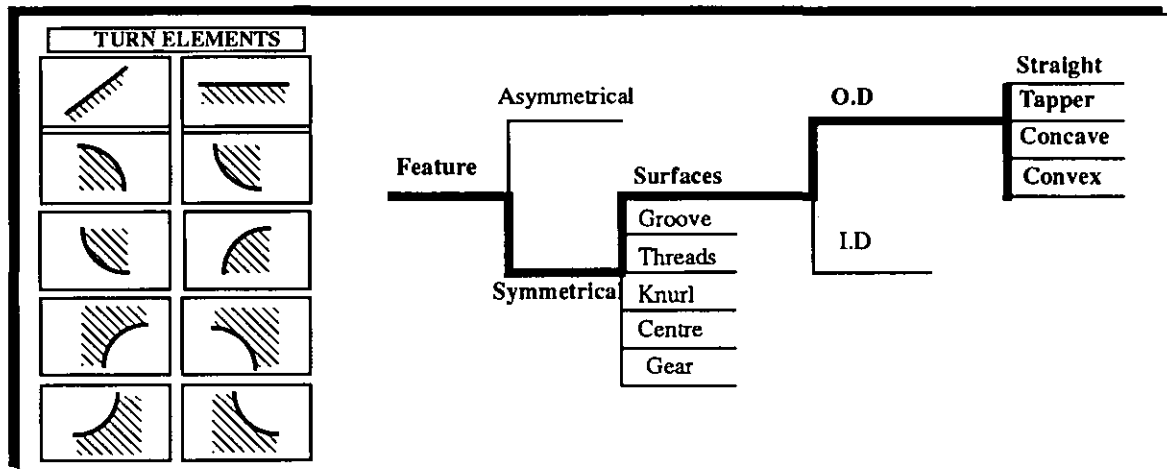 TURN ELEMENTS
Feature
Asymmetrical
Symmetrical
Surfaces
Groove
Threads
Knurl
Centre
Gear
O.D
I.D
Straight
Tapper
Concave
Convex